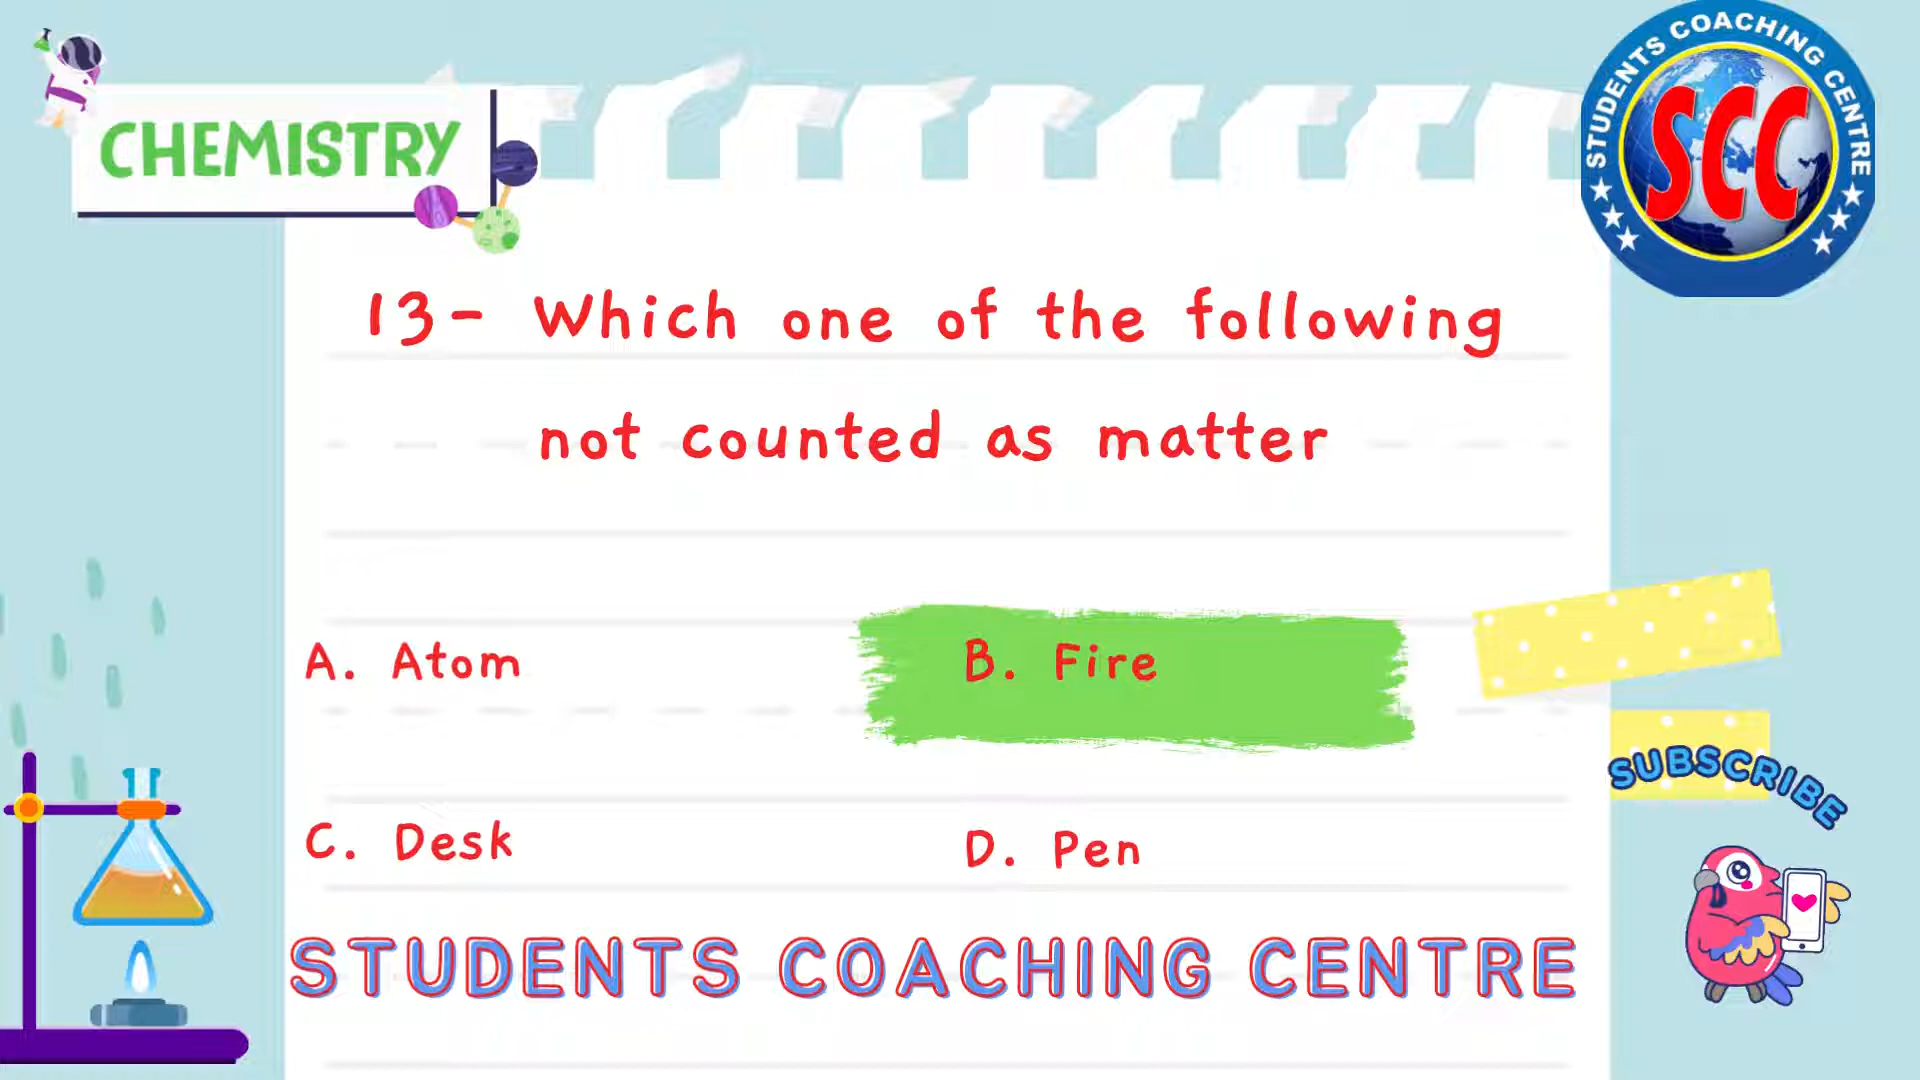 CHEMISTRY
STUDENTS COACHING CENTRE
SCC
13- Which one of the following
not counted as matter
A. Atom
B. Fire
C. Desk
D. Pen
SUBSCRIBE
STUDENTS COACHING CENTRE